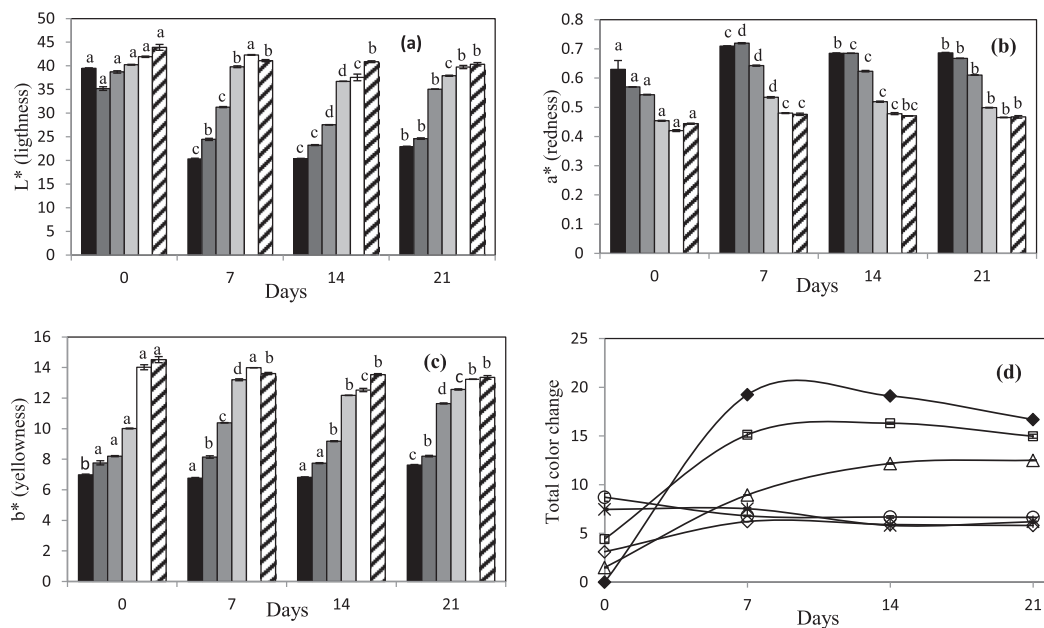 50
45
40
35
30
25
20
15
10
5
0
L* (ligthness)
(a)
a a a a a a
c b c b a b
c c d d c b
b b b c b b
0 7 14 21
Days
0.8
0.7
0.6
0.5
0.4
0.3
0.2
0.1
0
a* (redness)
(b)
a a a a a a
c d d d c c
b c c c b bc
b b b b b b
0 7 14 21
Days
16
14
12
10
8
6
4
2
0
b* (yellowness)
(c)
b a a a a a
a b c d a b
a a b b c b
c b d c b b
0 7 14 21
Days
25
20
15
10
5
0
Total color change
(d)
0 7 14 21
Days